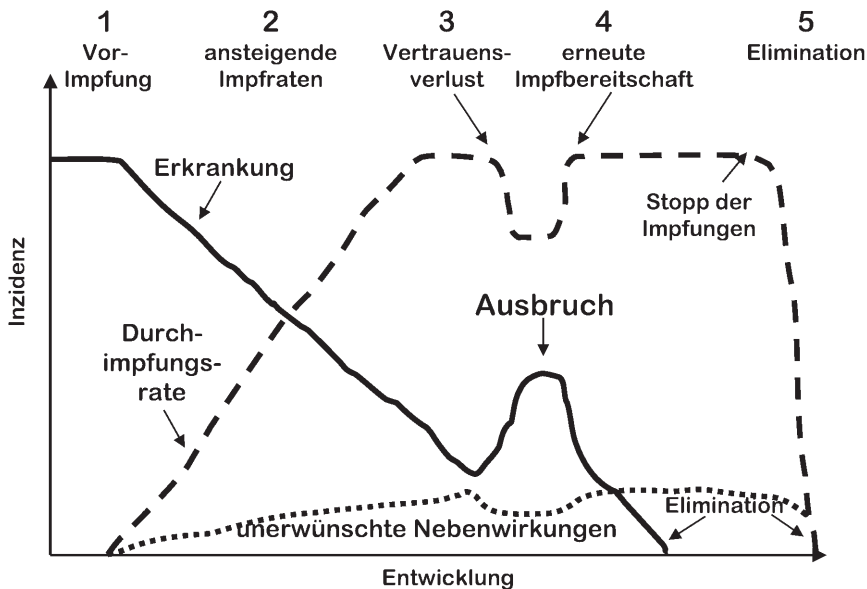 1
Vor-
Impfung
2
ansteigende
Impfraten
3
Vertrauens-
verlust
4
erneute
Impfbereitschaft
5
Elimination
Erkrankung
Stopp der
Impfungen
Inzidenz
Ausbruch
Durch-
impfungs-
rate
Elimination
unerwünschte Nebenwirkungen
Entwicklung